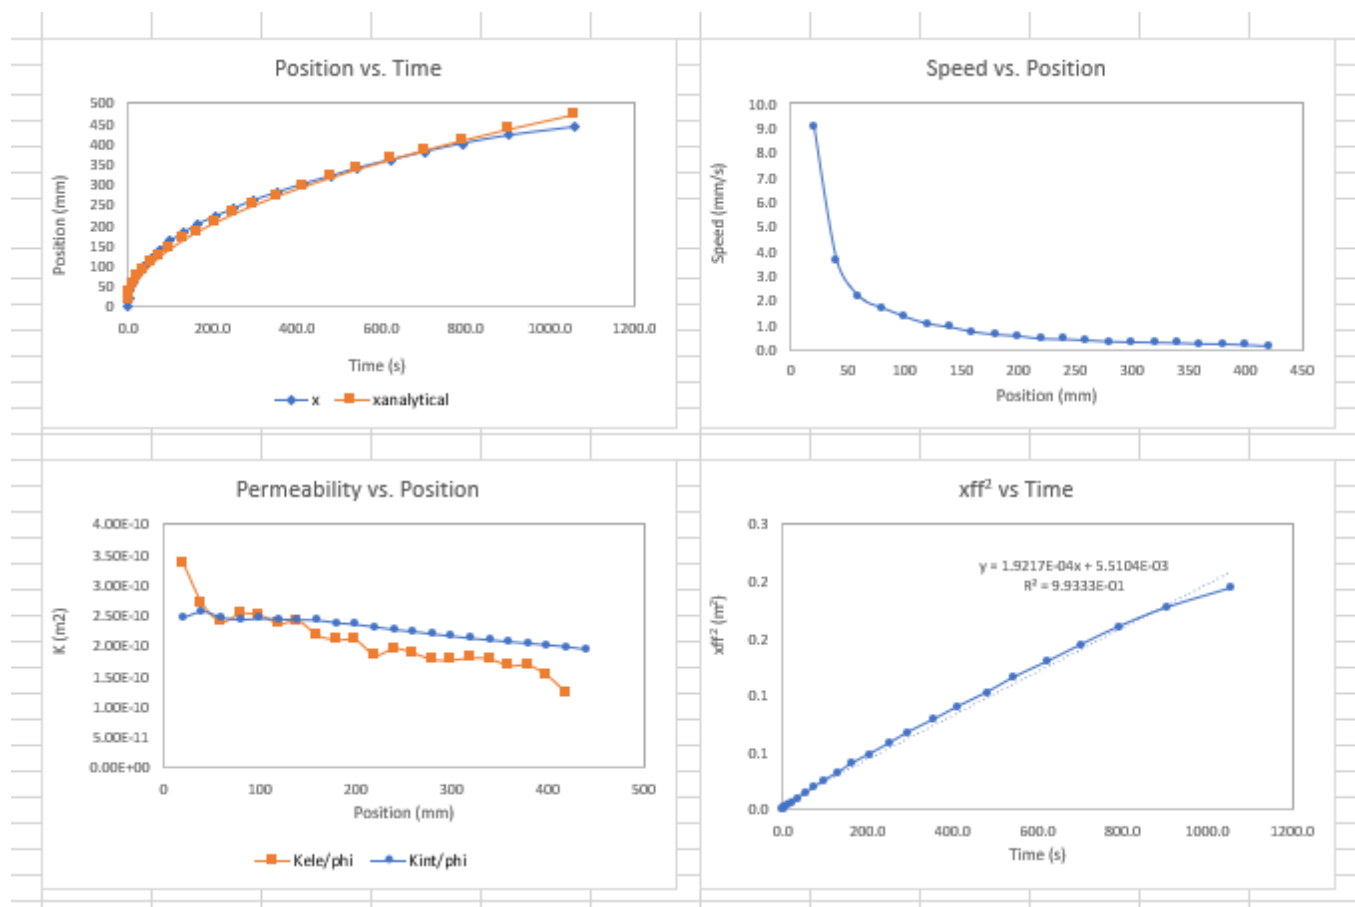 Position vs. Time
500
450
400
350
300
250
200
150
100
50
0
Position (mm)
0.0 200.0 400.0 600.0 800.0 1000.0 1200.0
Time (s)
x xanalytical
Speed vs. Position
10.0
9.0
8.0
7.0
6.0
5.0
4.0
3.0
2.0
1.0
0.0
Speed (mm/s)
0 50 100 150 200 250 300 350 400 450
Position (mm)
Permeability vs. Position
4.00E-10
3.50E-10
3.00E-10
2.50E-10
2.00E-10
1.50E-10
1.00E-10
5.00E-11
0.00E+00
K (m2)
0 100 200 300 400 500
Position (mm)
Kele/phi Kint/phi
xff² vs Time
0.3
0.2
0.2
0.1
0.1
0.0
xff² (m²)
y = 1.9217E-04x + 5.5104E-03
R² = 9.9333E-01
0.0 200.0 400.0 600.0 800.0 1000.0 1200.0
Time (s)